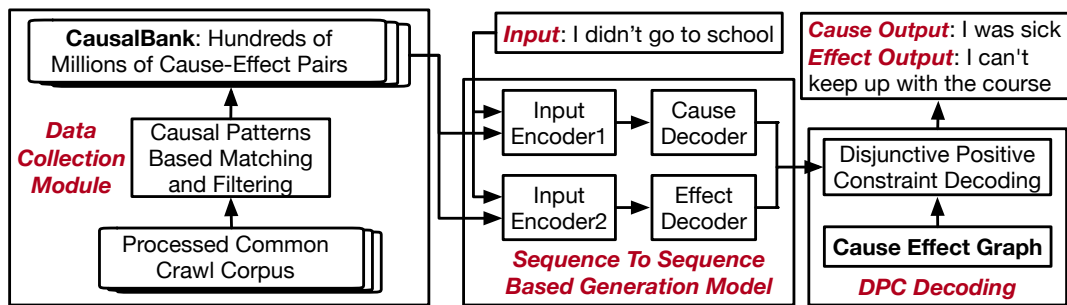 CausalBank: Hundreds of
Millions of Cause-Effect Pairs
Data
Collection
Module
Causal Patterns
Based Matching
and Filtering
Processed Common
Crawl Corpus
Input: I didn't go to school
Input
Encoder1
Cause
Decoder
Input
Encoder2
Effect
Decoder
Sequence To Sequence
Based Generation Model
Cause Output: I was sick
Effect Output: I can't
keep up with the course
Disjunctive Positive
Constraint Decoding
Cause Effect Graph
DPC Decoding